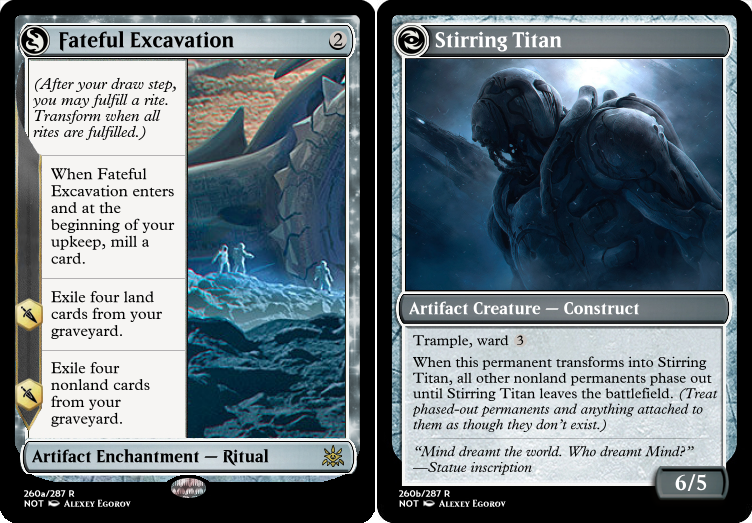 Fateful Excavation 2
(After your draw step,
you may fulfill a rite.
Transform when all
rites are fulfilled.)
When Fateful
Excavation enters
and at the
beginning of your
upkeep, mill a
card.
Exile four land
cards from your
graveyard.
Exile four
nonland cards
from your
graveyard.
Artifact Enchantment — Ritual
260a/287 R
NOT ALEXEY EGOROV
Stirring Titan
Artifact Creature — Construct
Trample, ward 3
When this permanent transforms into Stirring
Titan, all other nonland permanents phase out
until Stirring Titan leaves the battlefield. (Treat
phased-out permanents and anything attached to
them as though they don’t exist.)
“Mind dreamt the world. Who dreamt Mind?”
—Statue inscription
6/5
260b/287 R
NOT ALEXEY EGOROV